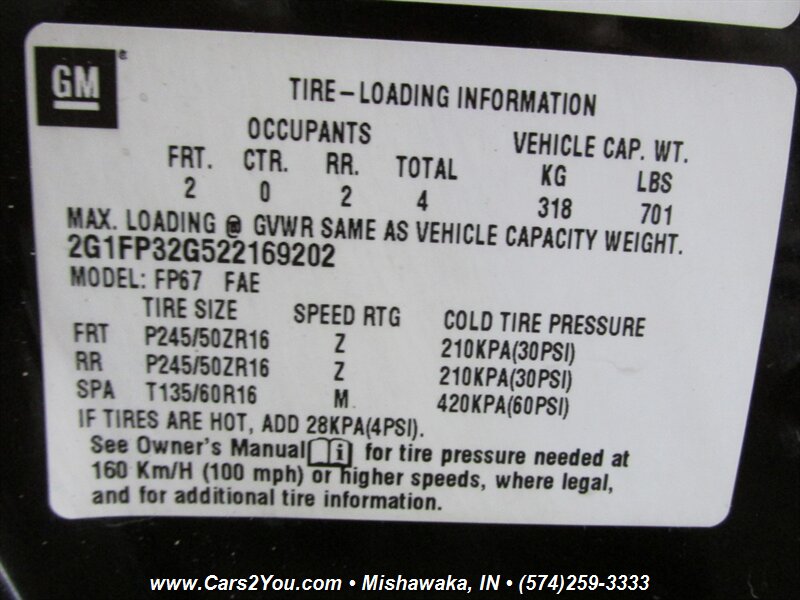 GM
TIRE-LOADING INFORMATION
OCCUPANTS VEHICLE CAP. WT.
FRT. CTR. RR. TOTAL KG LBS
2 0 2 4 318 701
MAX. LOADING @ GVWR SAME AS VEHICLE CAPACITY WEIGHT.
2G1FP32G522169202
MODEL: FP67 FAE
TIRE SIZE SPEED RTG COLD TIRE PRESSURE
FRT P245/50ZR16 Z 210KPA(30PSI)
RR P245/50ZR16 Z 210KPA(30PSI)
SPA T135/60R16 M 420KPA(60PSI)
IF TIRES ARE HOT, ADD 28KPA(4PSI).
See Owner's Manual i for tire pressure needed at
160 Km/H (100 mph) or higher speeds, where legal,
and for additional tire information.
www.Cars2You.com • Mishawaka, IN • (574)259-3333